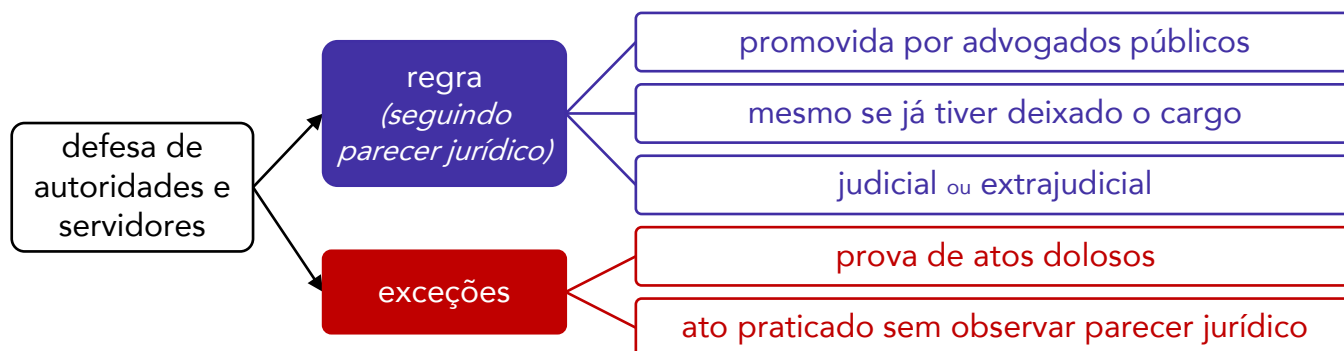 defesa de
autoridades e
servidores
regra
(seguindo
parecer jurídico)
promovida por advogados públicos
mesmo se já tiver deixado o cargo
judicial ou extrajudicial
exceções
prova de atos dolosos
ato praticado sem observar parecer jurídico